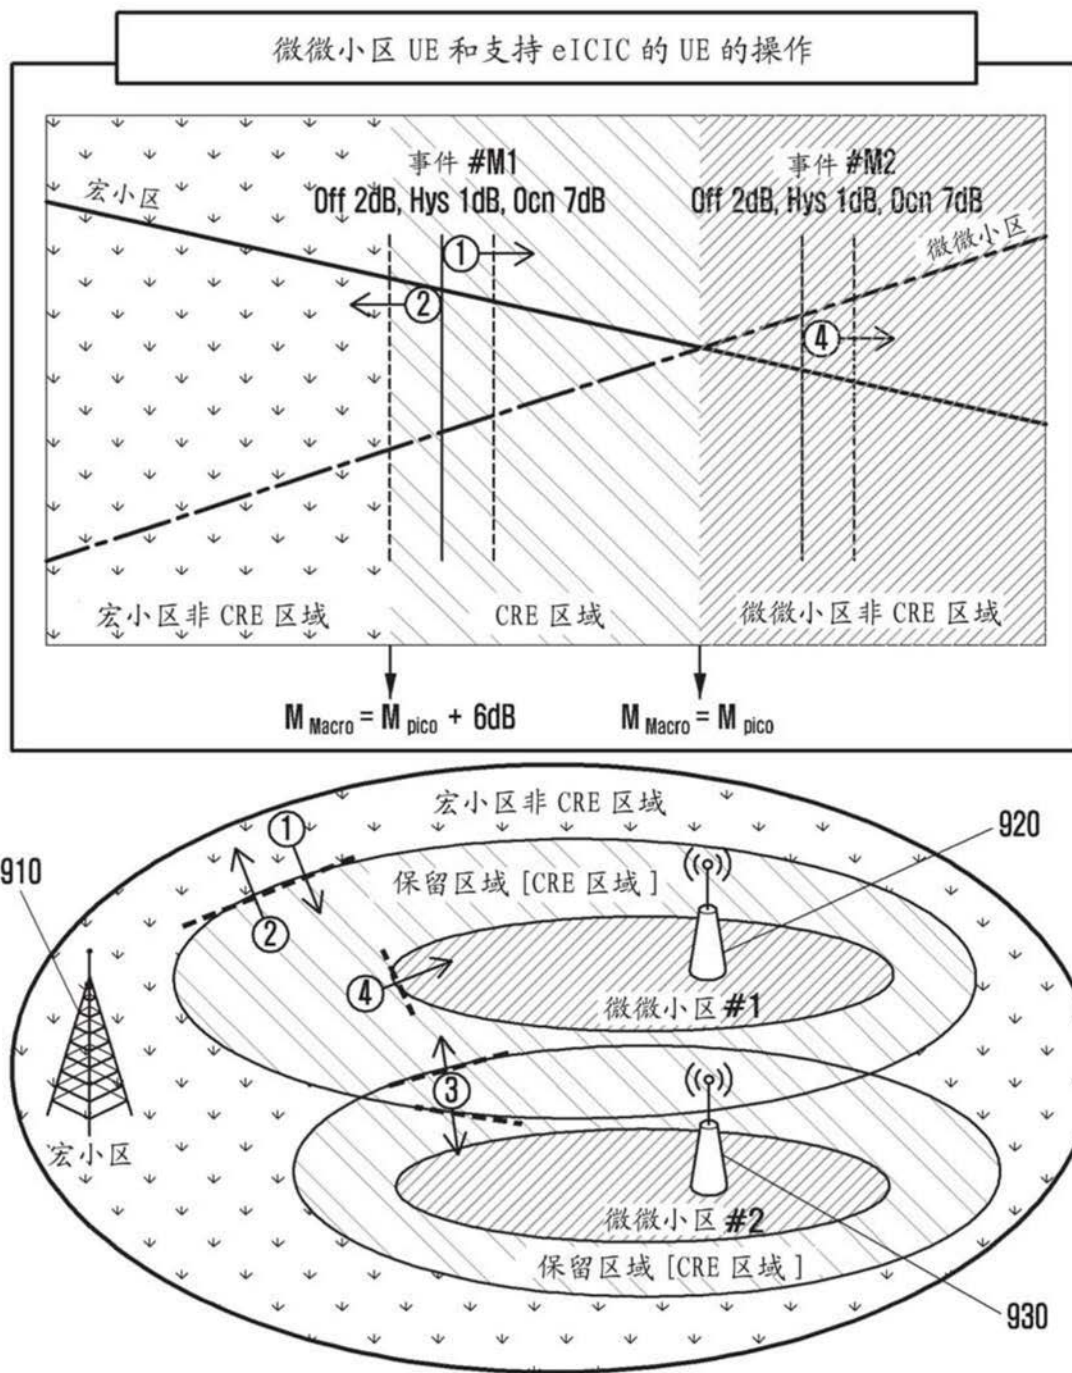 微微小区 UE 和支持 eICIC 的 UE 的操作
事件 #M1
Off 2dB, Hys 1dB, Ocn 7dB
事件 #M2
Off 2dB, Hys 1dB, Ocn 7dB
宏小区
微微小区
①
②
④
宏小区非 CRE 区域
CRE 区域
微微小区非 CRE 区域
M Macro = M pico + 6dB
M Macro = M pico
宏小区非 CRE 区域
920
①
910
保留区域 [CRE 区域]
②
④
微微小区 #1
③
宏小区
微微小区 #2
保留区域 [CRE 区域]
930